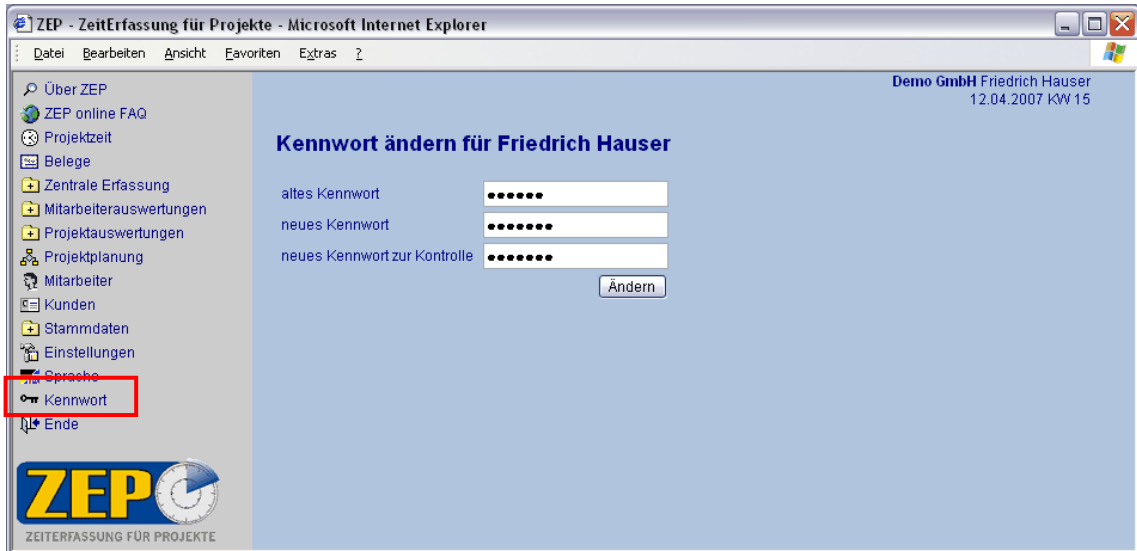 ZEP - ZeitErfassung für Projekte - Microsoft Internet Explorer
Datei Bearbeiten Ansicht Favoriten Extras ?
Demo GmbH Friedrich Hauser
12.04.2007 KW 15
Über ZEP
ZEP online FAQ
Projektzeit
Belege
Zentrale Erfassung
Mitarbeiterauswertungen
Projektauswertungen
Projektplanung
Mitarbeiter
Kunden
Stammdaten
Einstellungen
Sprache
Kennwort
Ende
ZEP
ZEITERFASSUNG FÜR PROJEKTE
Kennwort ändern für Friedrich Hauser
altes Kennwort ••••••
neues Kennwort •••••••
neues Kennwort zur Kontrolle •••••••
Ändern